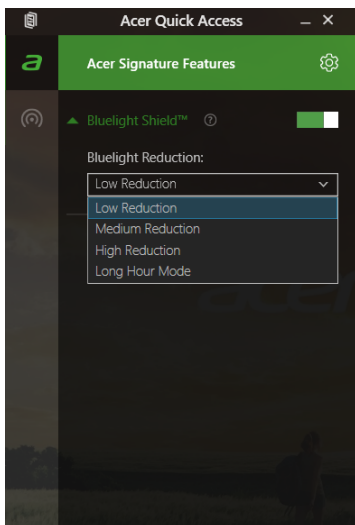 Acer Quick Access
a
Acer Signature Features
Bluelight Shield™ ?
Bluelight Reduction:
Low Reduction
Low Reduction
Medium Reduction
High Reduction
Long Hour Mode
acer